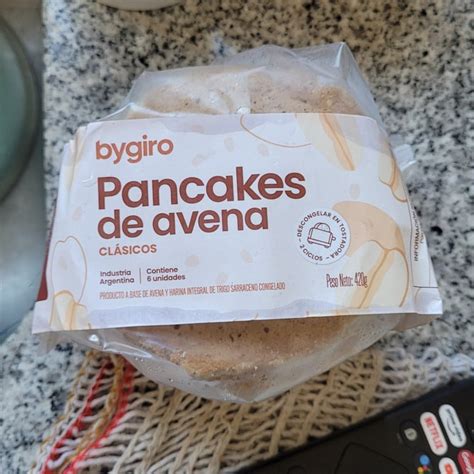 bygiro
Pancakes
de avena
CLÁSICOS
Industria
Argentina
Contiene
6 unidades
PRODUCTO A BASE DE AVENA Y HARINA INTEGRAL DE TRIGO SARRACENO CONGELADO
- DESCONGELAR EN TOSTADORA - 2 CICLOS
Peso Neto: 420g
NETFLIX